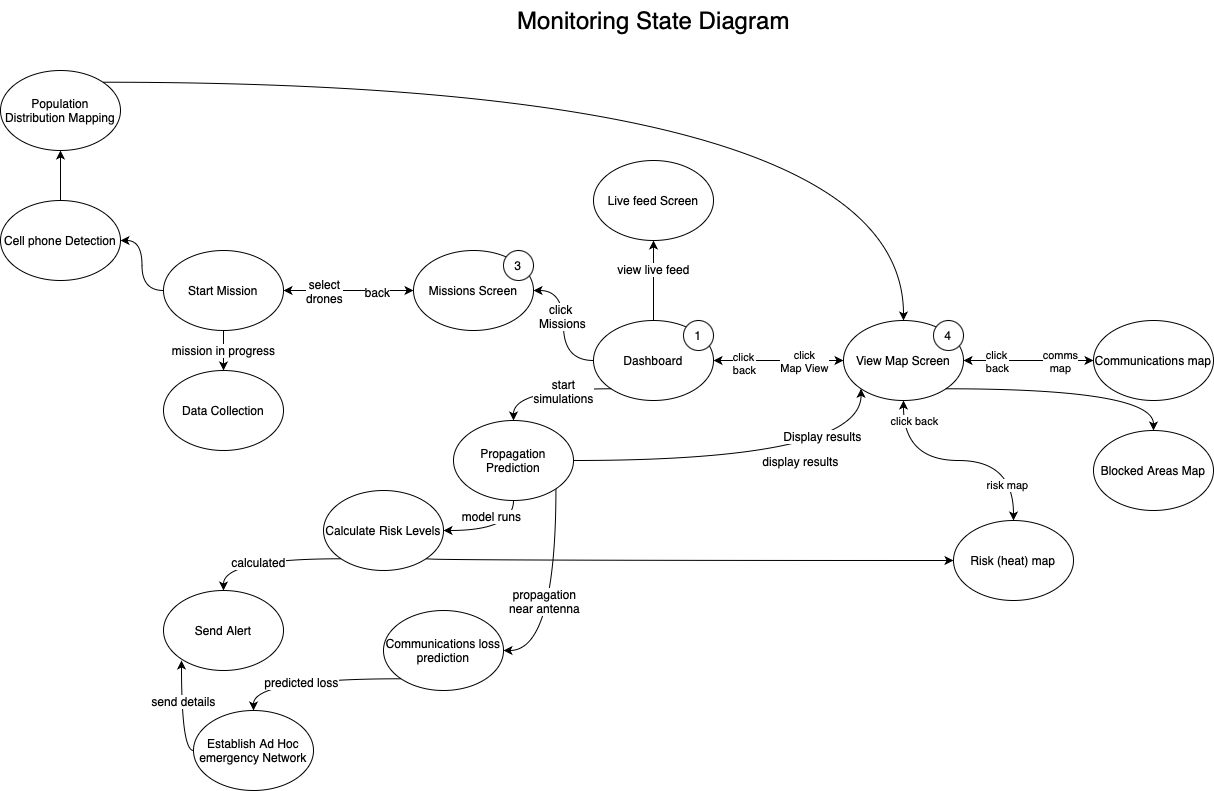 Monitoring State Diagram
Population
Distribution Mapping
Live feed Screen
Cell phone Detection
view live feed
3
Start Mission
select
drones
back
Missions Screen
click
Missions
1
Dashboard
click
back
click
Map View
4
View Map Screen
click
back
comms
map
Communications map
mission in progress
Data Collection
start
simulations
click back
Display results
display results
Propagation
Prediction
Blocked Areas Map
risk map
model runs
Calculate Risk Levels
calculated
Risk (heat) map
propagation
near antenna
Send Alert
Communications loss
prediction
predicted loss
send details
Establish Ad Hoc
emergency Network